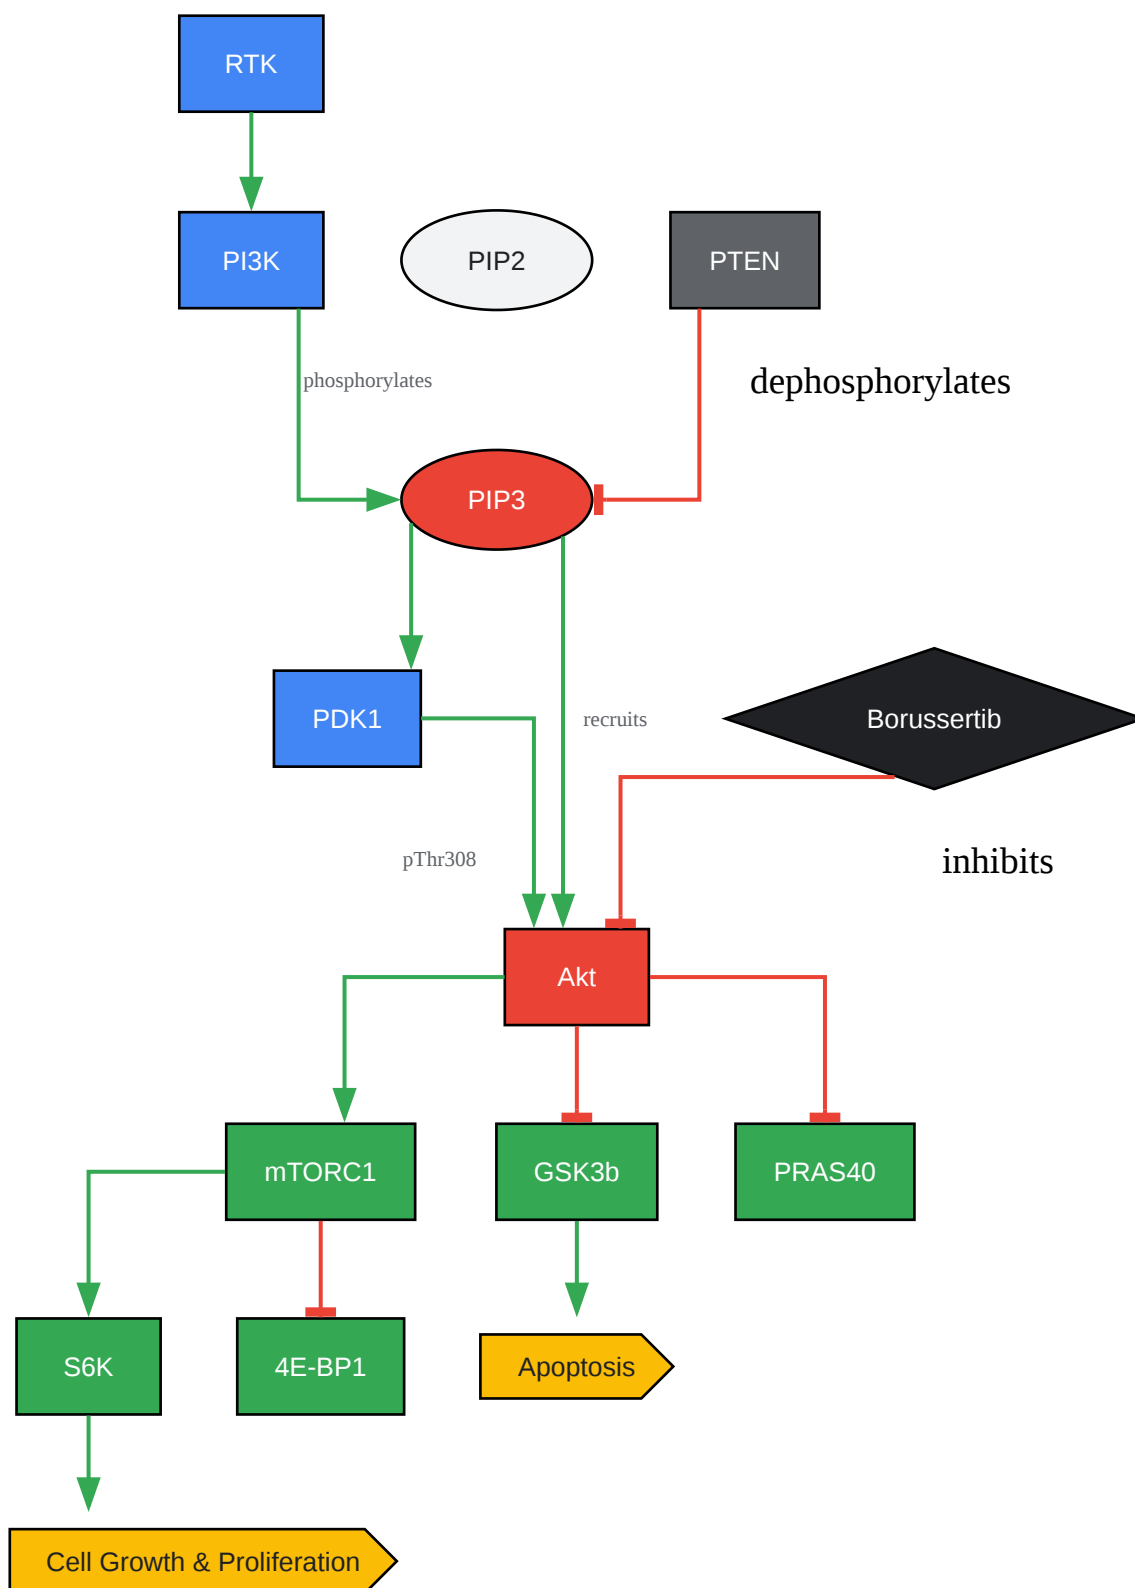 RTK
PI3K
PIP2
PTEN
phosphorylates
dephosphorylates
PIP3
PDK1
recruits
Borussertib
pThr308
inhibits
Akt
mTORC1
GSK3b
PRAS40
S6K
4E-BP1
Apoptosis
Cell Growth & Proliferation